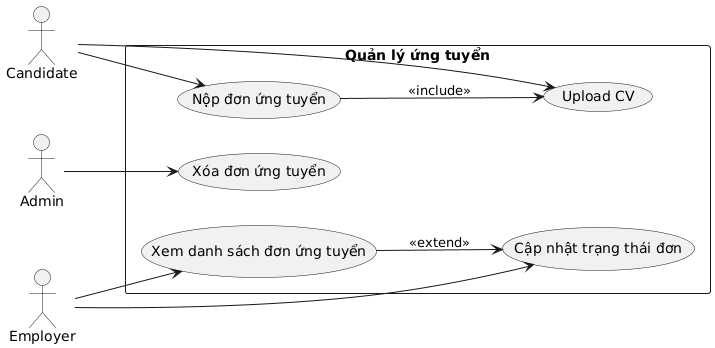 Quản lý ứng tuyển
Candidate
Nộp đơn ứng tuyển
«include»
Upload CV
Xóa đơn ứng tuyển
Admin
Xem danh sách đơn ứng tuyển
«extend»
Cập nhật trạng thái đơn
Employer